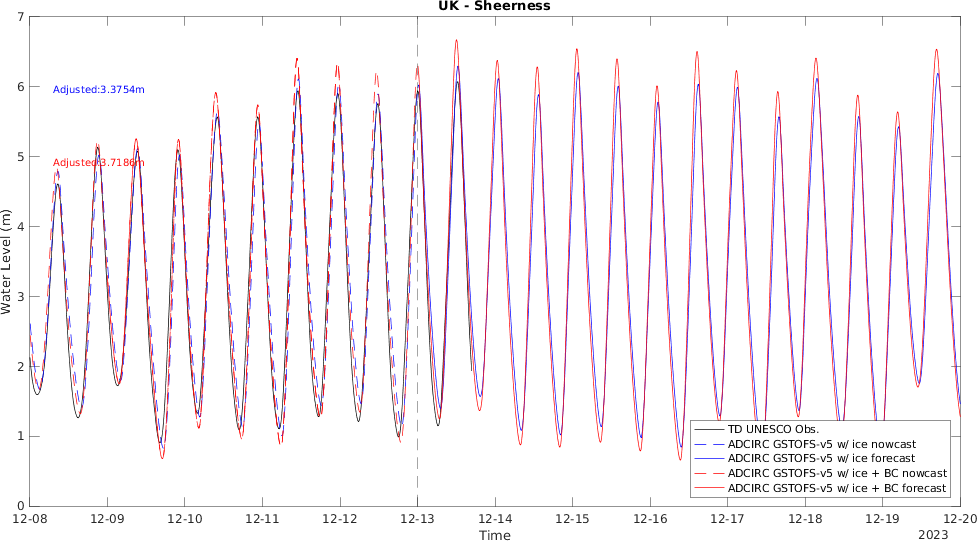 UK - Sheerness
7
6
5
4
3
2
1
0
Water Level (m)
Adjusted:3.3754m
Adjusted:3.7186m
TD UNESCO Obs.
ADCIRC GSTOFS-v5 w/ ice nowcast
ADCIRC GSTOFS-v5 w/ ice forecast
ADCIRC GSTOFS-v5 w/ ice + BC nowcast
ADCIRC GSTOFS-v5 w/ ice + BC forecast
12-08 12-09 12-10 12-11 12-12 12-13 12-14 12-15 12-16 12-17 12-18 12-19 12-20
Time
2023